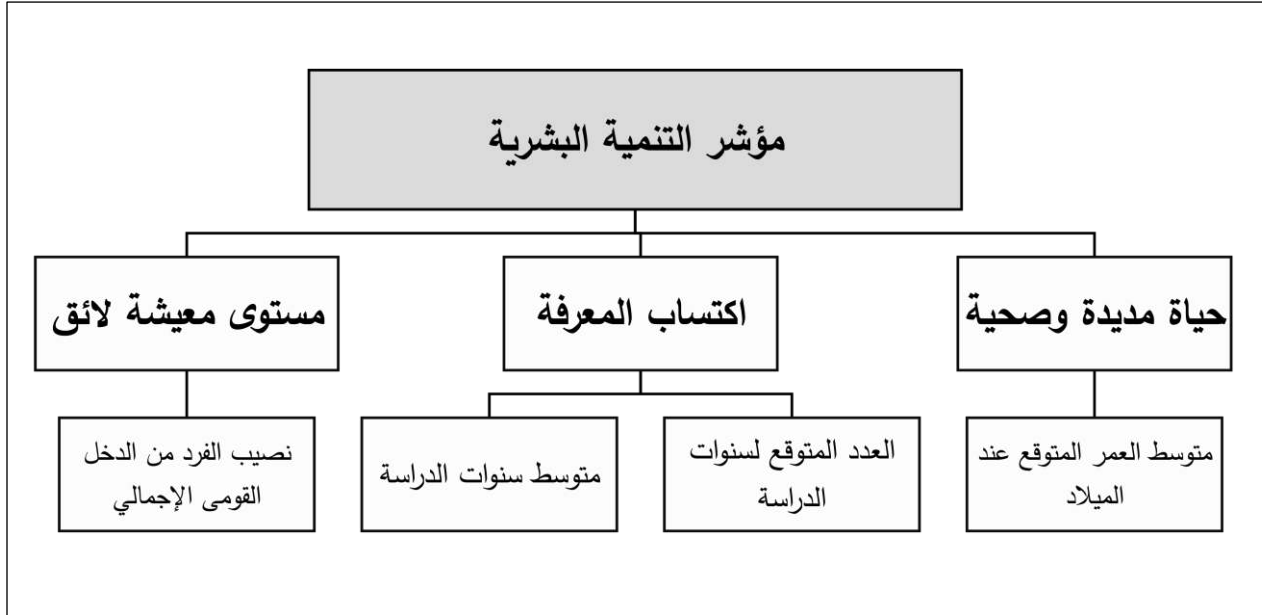 مؤشر التنمية البشرية
حياة مديدة وصحية
اكتساب المعرفة
مستوى معيشة لائق
متوسط العمر المتوقع عند
الميلاد
العدد المتوقع لسنوات
الدراسة
متوسط سنوات الدراسة
نصيب الفرد من الدخل
القومى الإجمالي